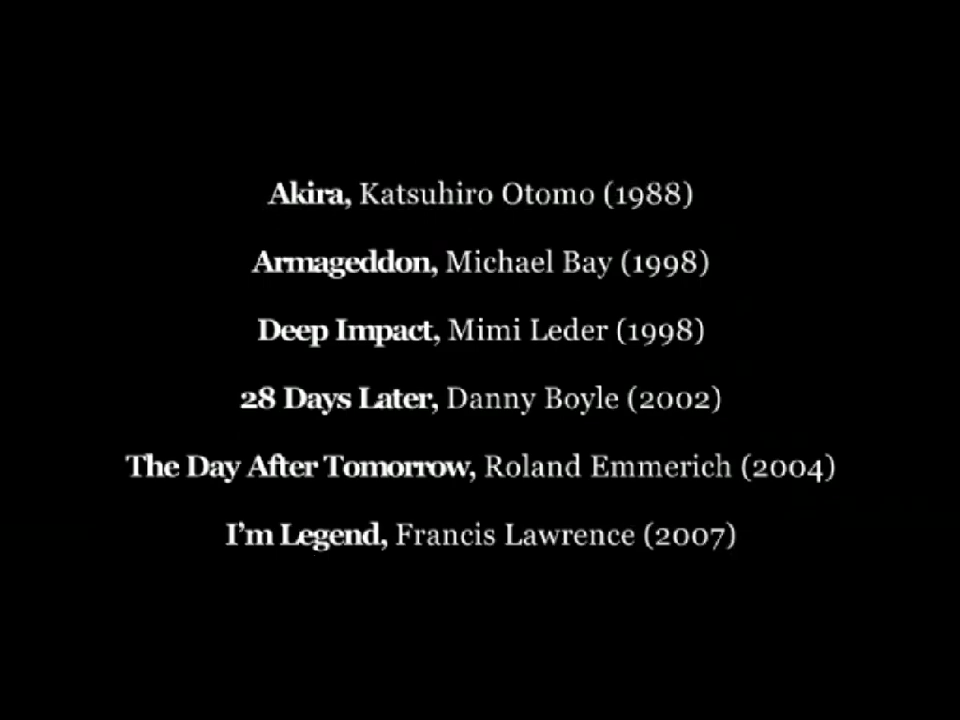 Akira, Katsuhiro Otomo (1988)
Armageddon, Michael Bay (1998)
Deep Impact, Mimi Leder (1998)
28 Days Later, Danny Boyle (2002)
The Day After Tomorrow, Roland Emmerich (2004)
I'm Legend, Francis Lawrence (2007)